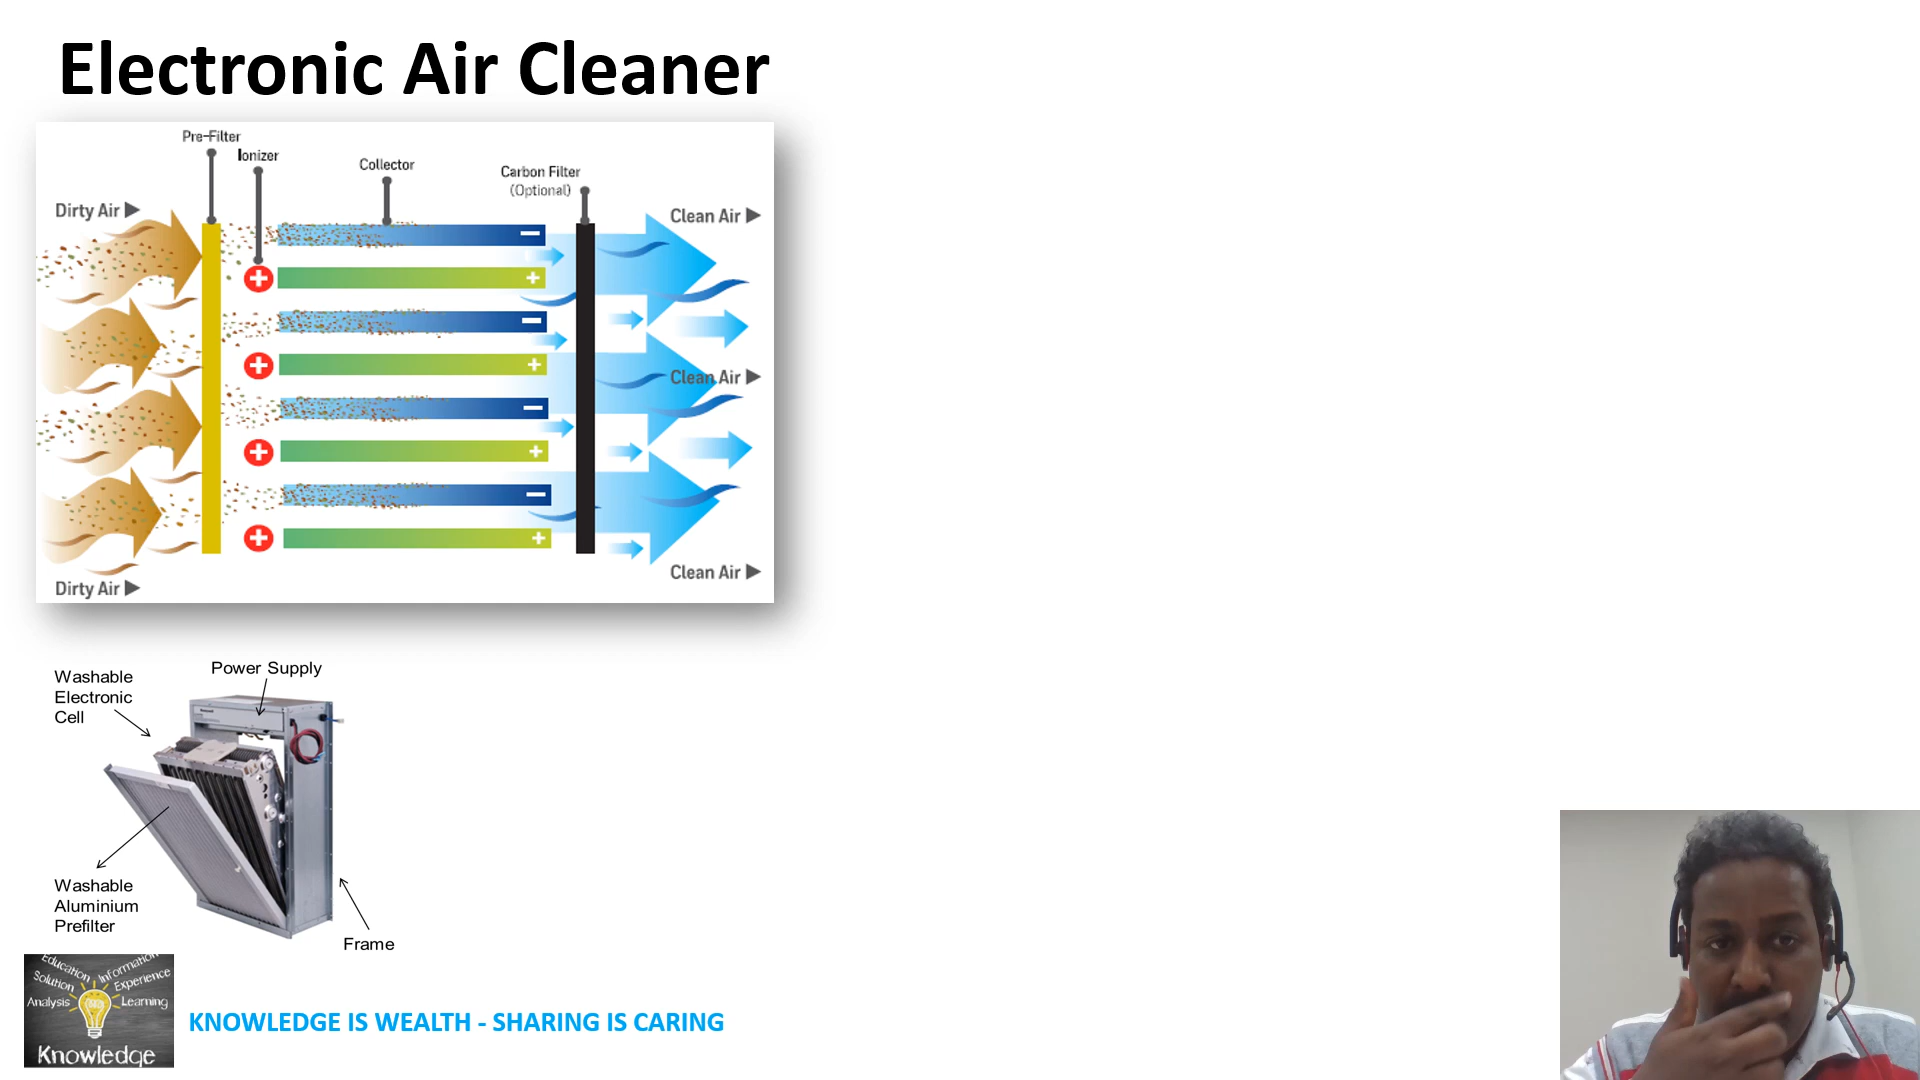 Electronic Air Cleaner
Pre-Filter
Ionizer
Collector
Carbon Filter
(Optional)
Dirty Air
Clean Air
Clean Air
Clean Air
Dirty Air
Power Supply
Washable
Electronic
Cell
Washable
Aluminium
Prefilter
Frame
Education
Information
Solution
Experience
Analysis
Learning
Knowledge
KNOWLEDGE IS WEALTH - SHARING IS CARING